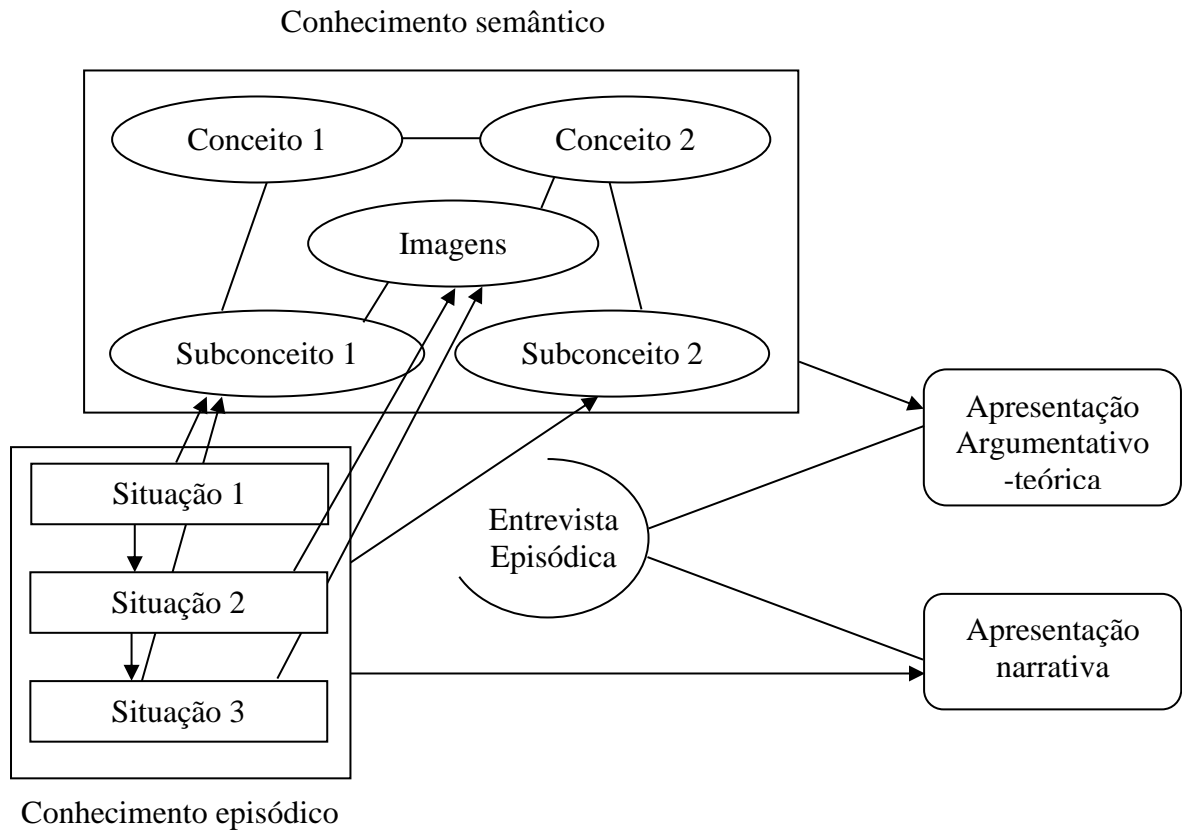 Conhecimento semântico
Conceito 1
Conceito 2
Imagens
Subconceito 1
Subconceito 2
Apresentação
Argumentativo
-teórica
Situação 1
Entrevista
Episódica
Situação 2
Apresentação
narrativa
Situação 3
Conhecimento episódico